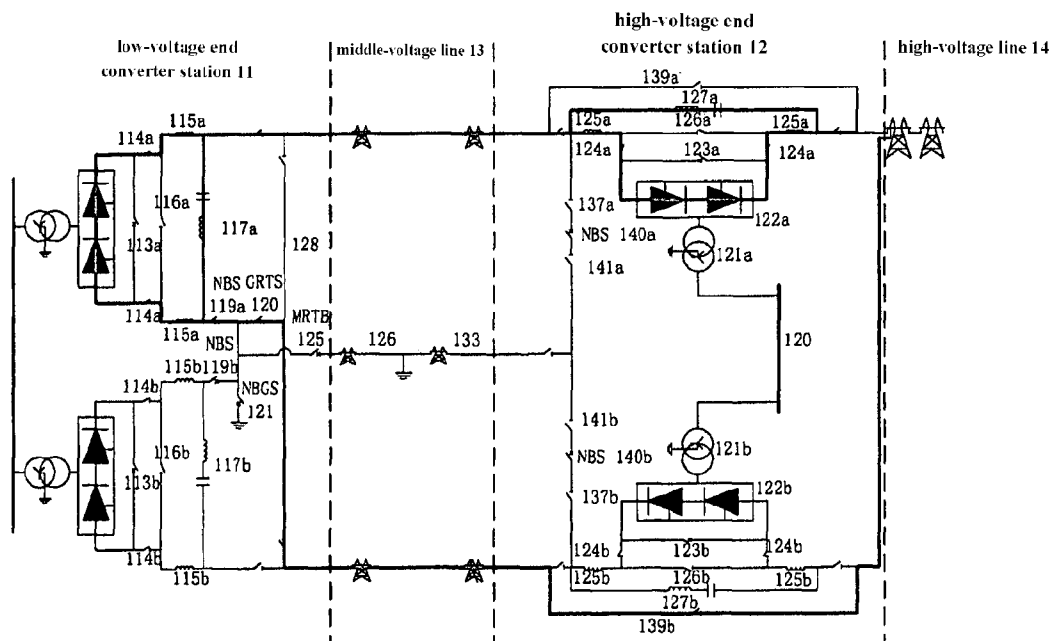 low-voltage end
converter station 11
middle-voltage line 13
high-voltage end
converter station 12
high-voltage line 14
139a
127a
115a
125a
126a
125a
114a
124a
123a
124a
116a
122a
137a
117a
NBS 140a
113a
128
121a
141a
NBS GRTS
114a
119a 120
MRTB
115a
NBS
125
126
133
120
115b
119b
114b
NBGS
121
141b
116b
NBS 140b
121b
117b
113b
122b
137b
114b
124b
123b
124b
115b
125b
126b
125b
127b
139b